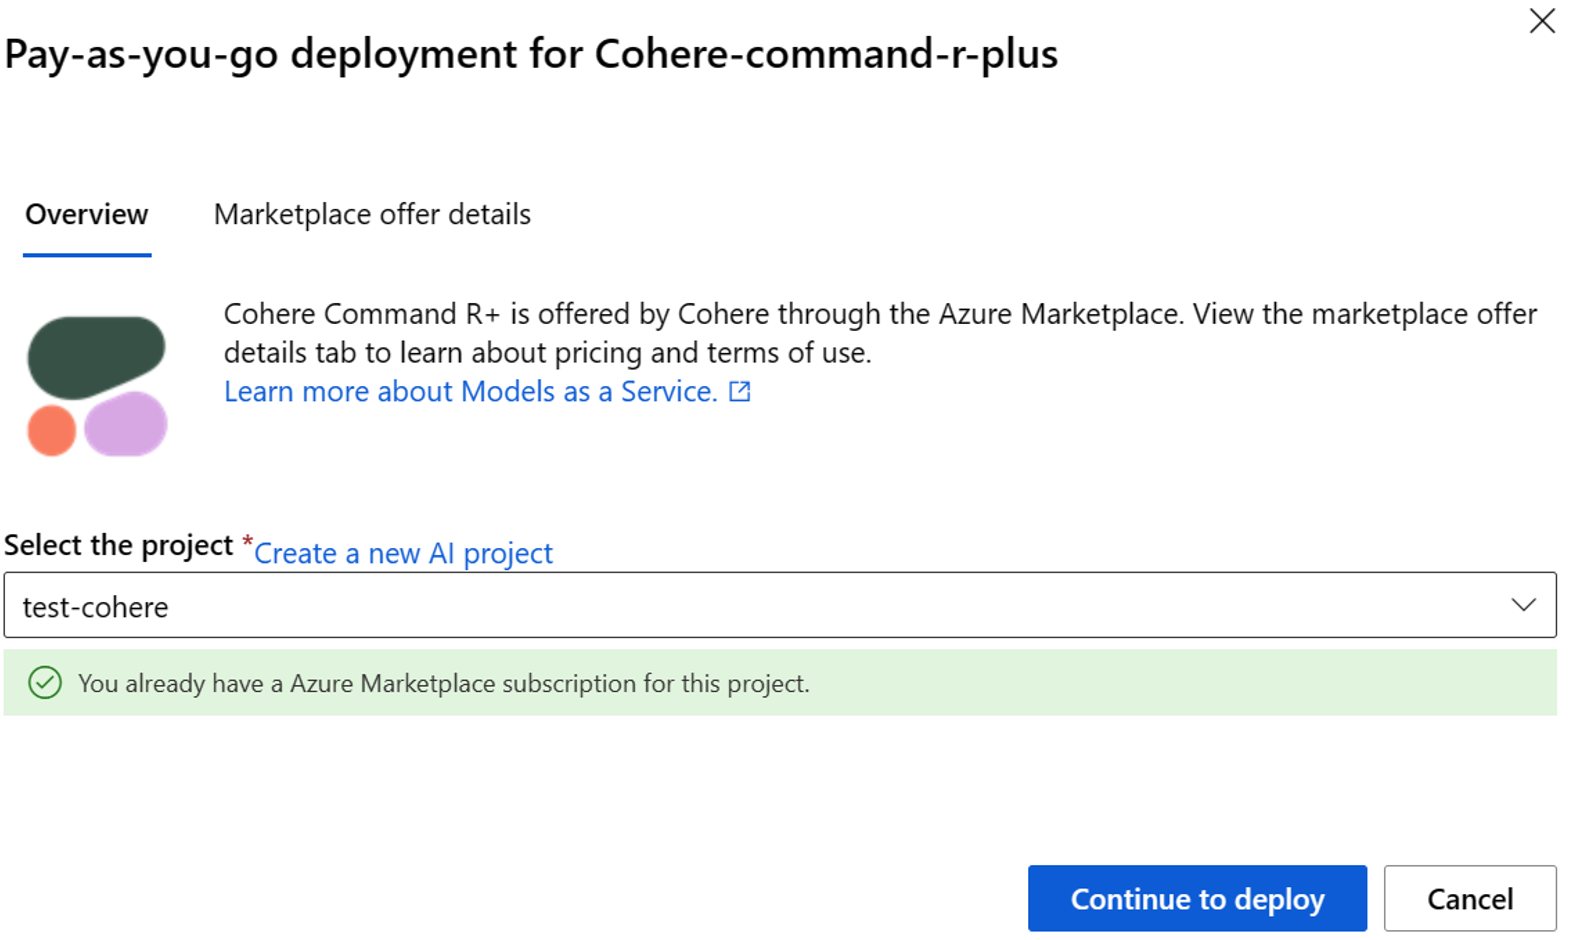 Pay-as-you-go deployment for Cohere-command-r-plus
Overview
Marketplace offer details
Cohere Command R+ is offered by Cohere through the Azure Marketplace. View the marketplace offer
details tab to learn about pricing and terms of use.
Learn more about Models as a Service.
Select the project *Create a new AI project
test-cohere
You already have a Azure Marketplace subscription for this project.
Continue to deploy
Cancel